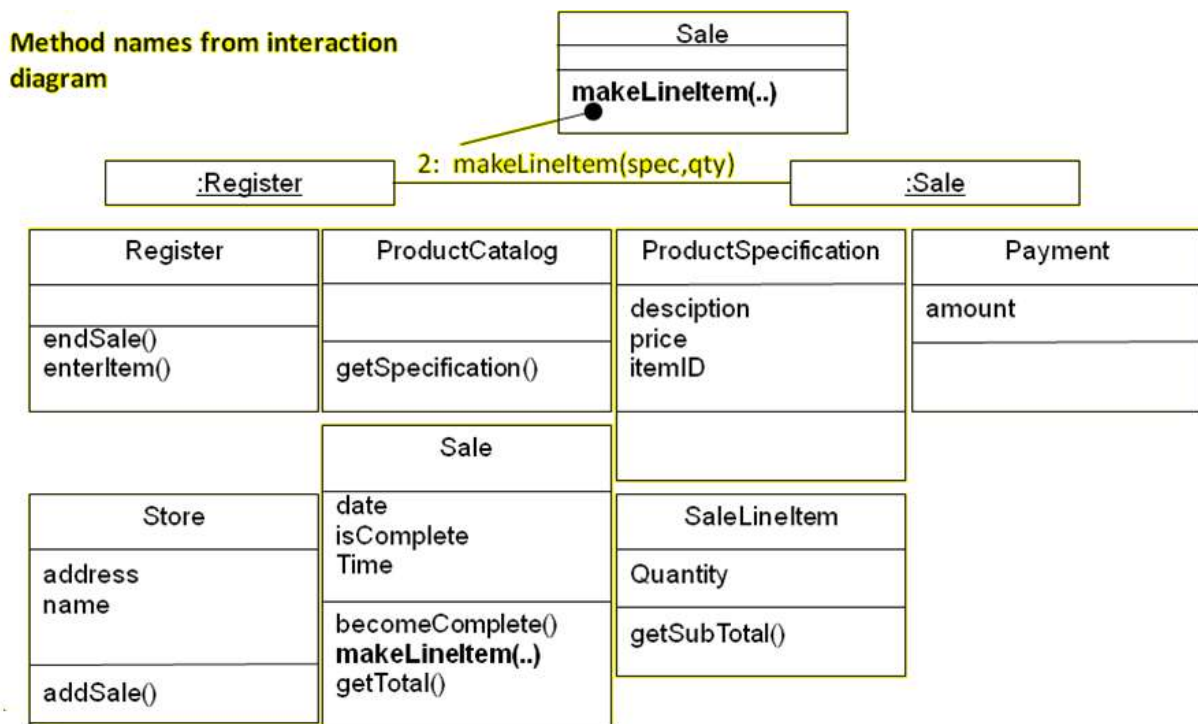 Method names from interaction
diagram
Sale
makeLineItem(..)
2: makeLineItem(spec,qty)
:Register
:Sale
Register
endSale()
enterItem()
ProductCatalog
getSpecification()
ProductSpecification
desciption
price
itemID
Payment
amount
Store
address
name
addSale()
Sale
date
isComplete
Time
becomeComplete()
makeLineItem(..)
getTotal()
SaleLineItem
Quantity
getSubTotal()